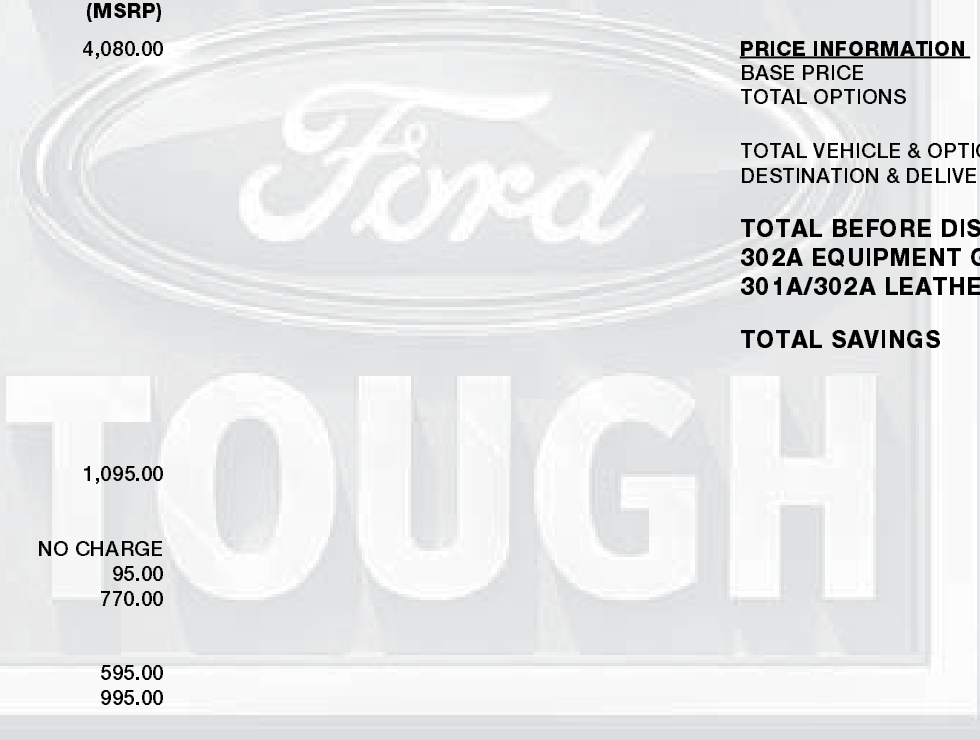 (MSRP)
4,080.00
1,095.00
NO CHARGE
95.00
770.00
595.00
995.00
PRICE INFORMATION
BASE PRICE
TOTAL OPTIONS
TOTAL VEHICLE & OPTIO
DESTINATION & DELIVE
TOTAL BEFORE DIS
302A EQUIPMENT G
301A/302A LEATHE
TOTAL SAVINGS
Ford
TOUGH